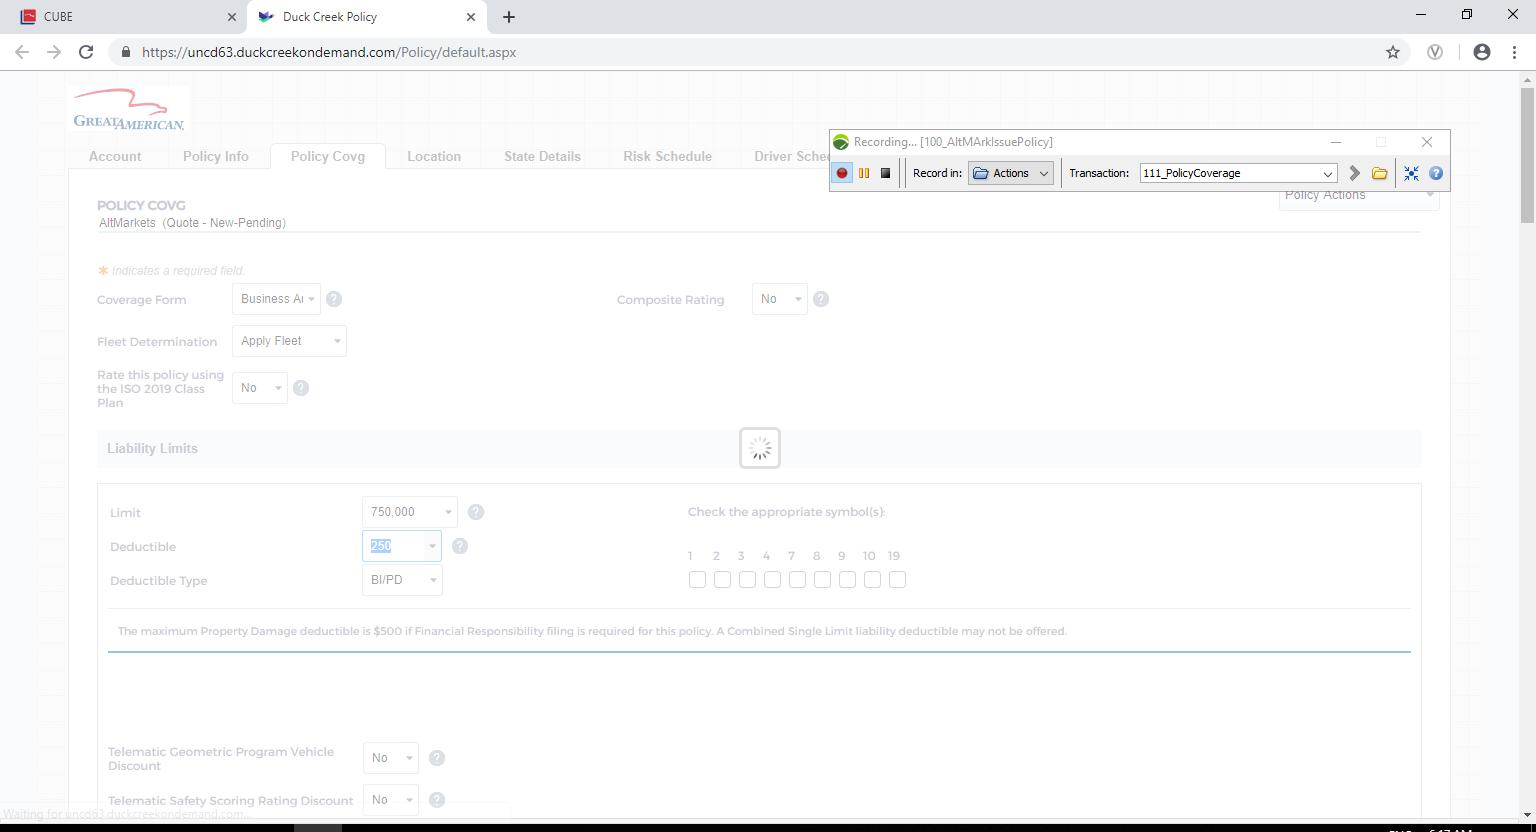 CUBE
Duck Creek Policy
https://uncd63.duckcreekondemand.com/Policy/default.aspx
GREATAMERICAN.
Recording... [100_AltMArkIssuePolicy]
Record in:
Actions
Transaction:
111_PolicyCoverage
Account
Policy Info
Policy Covg
Location
State Details
Risk Schedule
Driver Sche
Policy Actions
POLICY COVG
AltMarkets (Quote - New-Pending)
* indicates a required field.
Coverage Form
Business Au
Composite Rating
No
Fleet Determination
Apply Fleet
Rate this policy using
the ISO 2019 Class
Plan
No
Liability Limits
Limit
750,000
Check the appropriate symbol(s):
Deductible
250
1 2 3 4 7 8 9 10 19
Deductible Type
BI/PD
The maximum Property Damage deductible is $500 if Financial Responsibility filing is required for this policy. A Combined Single Limit liability deductible may not be offered.
Telematic Geometric Program Vehicle
Discount
No
Telematic Safety Scoring Rating Discount
No
Waiting for uncd63.duckcreekondemand.com...